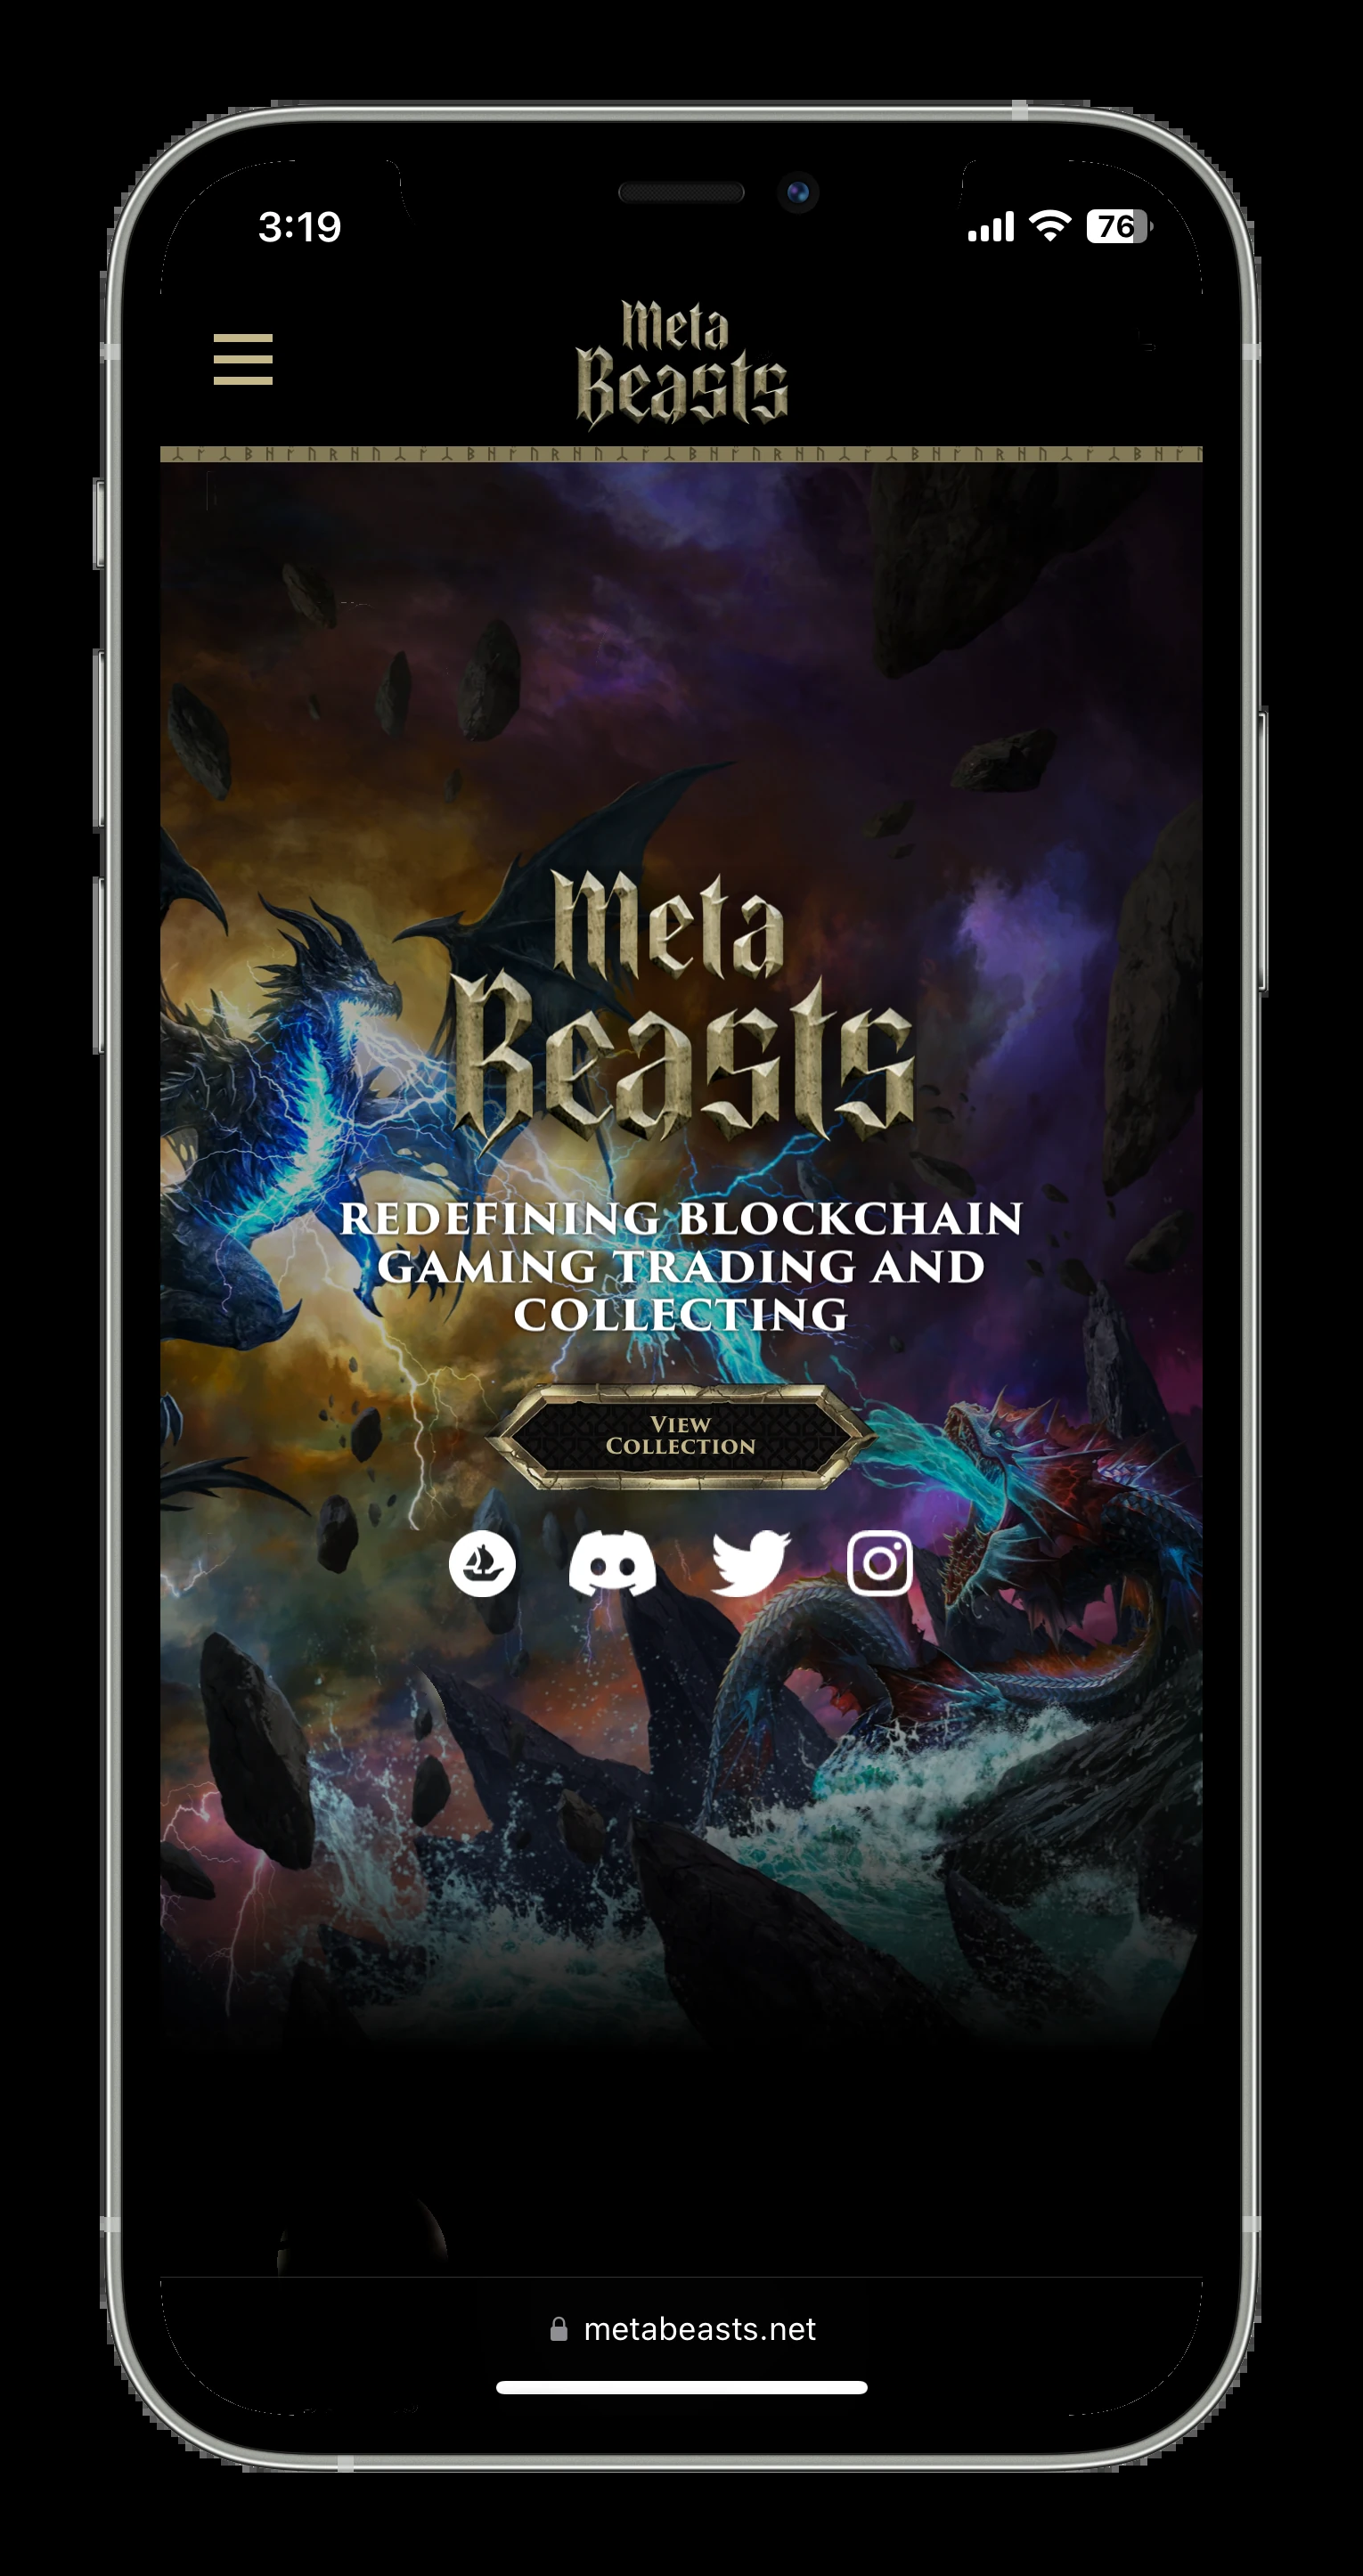 3:19
76
Meta
Beasts
Meta
Beasts
REDEFINING BLOCKCHAIN
GAMING TRADING AND
COLLECTING
VIEW
COLLECTION
metabeasts.net